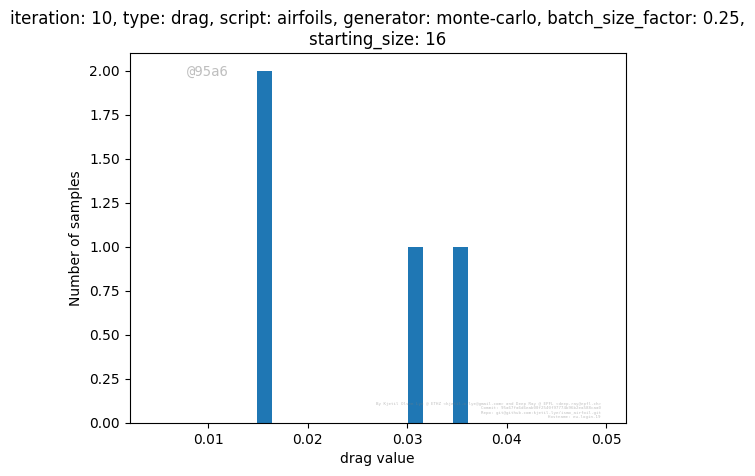 iteration: 10, type: drag, script: airfoils, generator: monte-carlo, batch_size_factor: 0.25,
starting_size: 16
@95a6
2.00
1.75
1.50
1.25
1.00
0.75
0.50
0.25
0.00
Number of samples
0.01
0.02
0.03
0.04
0.05
drag value